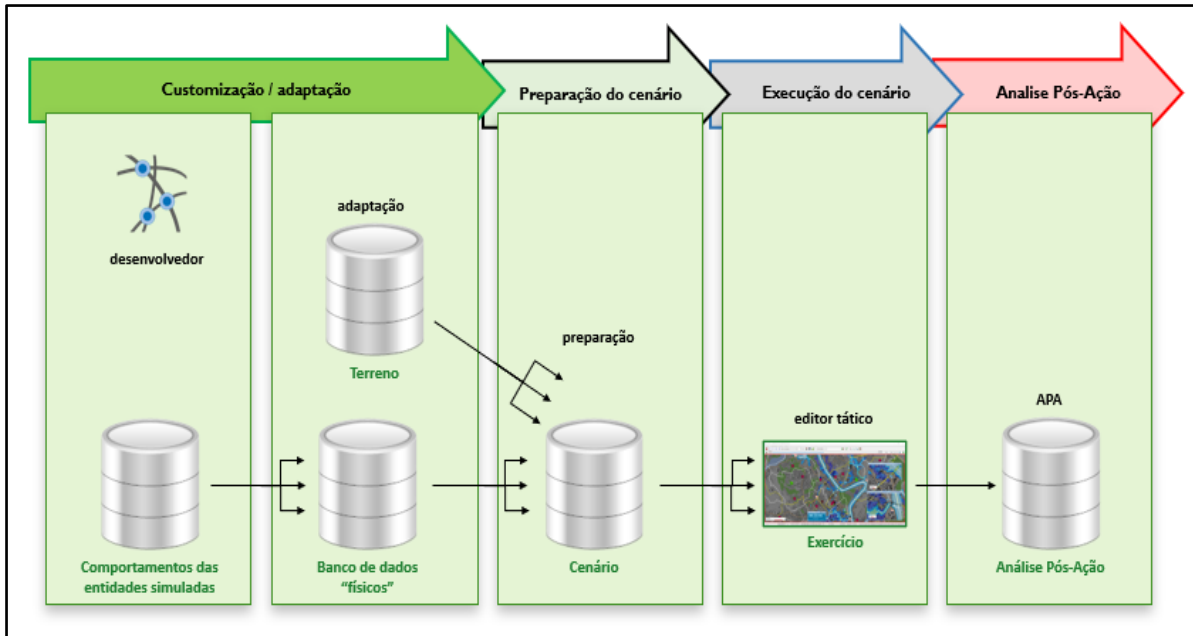 Customização / adaptação
Preparação do cenário
Execução do cenário
Analise Pós-Ação
desenvolvedor
adaptação
Terreno
preparação
editor tático
APA
Comportamentos das
entidades simuladas
Banco de dados
“físicos”
Cenário
Exercício
Análise Pós-Ação